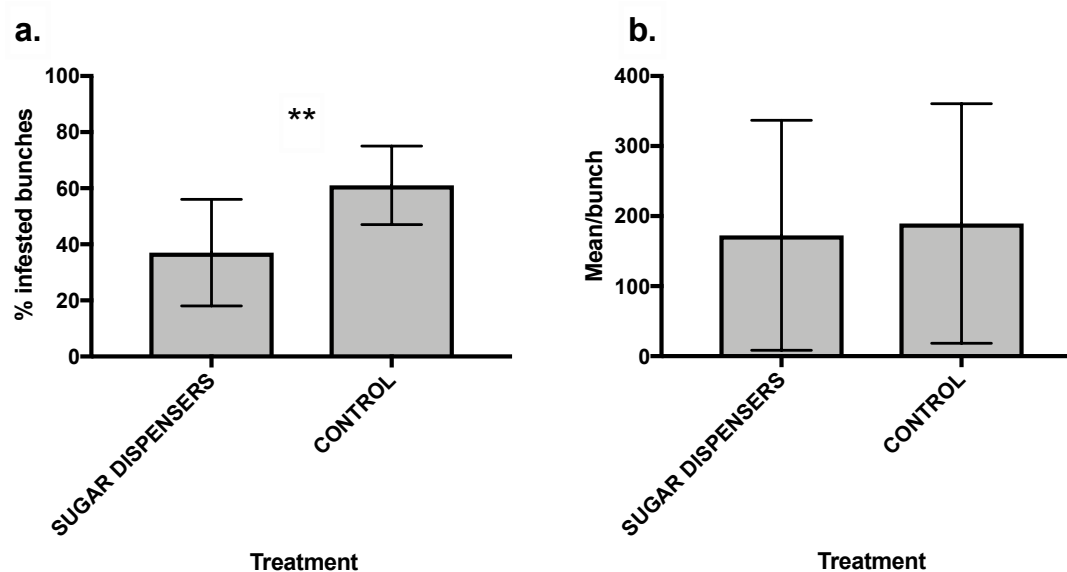 a.
% infested bunches
100
80
60
40
20
0
**
SUGAR DISPENSERS
CONTROL
Treatment
b.
Mean/bunch
400
300
200
100
0
SUGAR DISPENSERS
CONTROL
Treatment